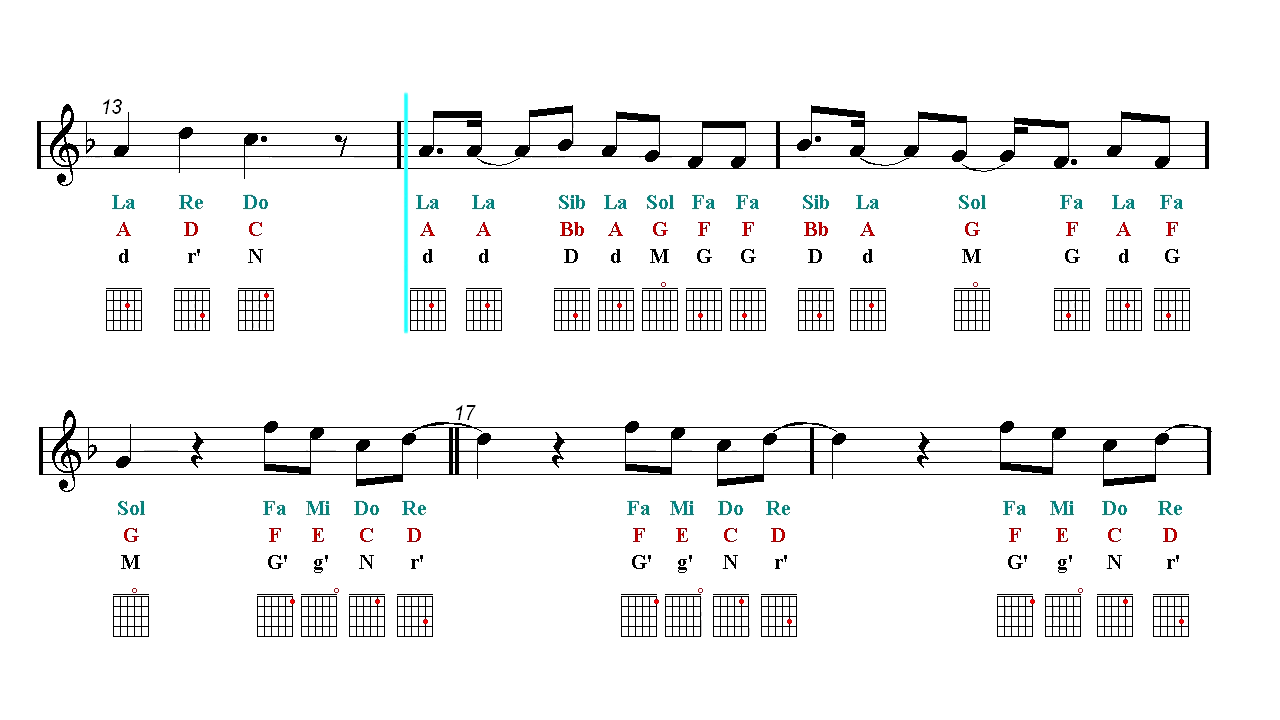 13
La Re Do La La Sib La Sol Fa Fa Sib La Sol Fa La Fa
A D C A A Bb A G F F Bb A G F A F
d r' N d d D d M G G D d M G d G
17
Sol Fa Mi Do Re Fa Mi Do Re Fa Mi Do Re
G F E C D F E C D F E C D
M G' g' N r' G' g' N r' G' g' N r'